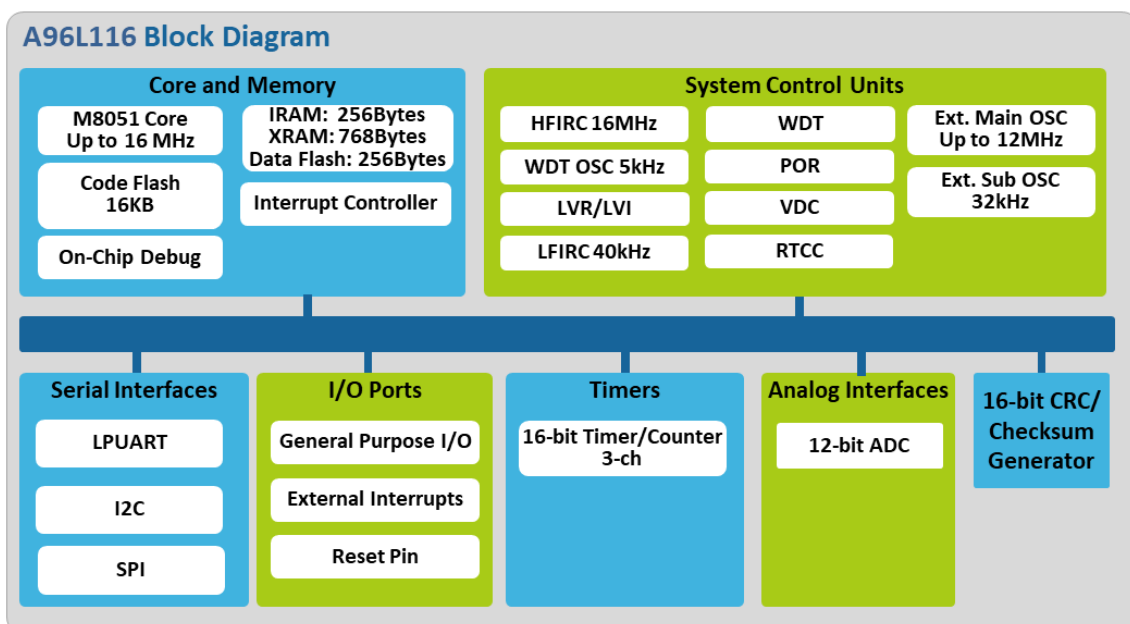 A96L116 Block Diagram
Core and Memory
M8051 Core
Up to 16 MHz
Code Flash
16KB
On-Chip Debug
IRAM: 256Bytes
XRAM: 768Bytes
Data Flash: 256Bytes
Interrupt Controller
System Control Units
HFIRC 16MHz
WDT OSC 5kHz
LVR/LVI
LFIRC 40kHz
WDT
POR
VDC
RTCC
Ext. Main OSC
Up to 12MHz
Ext. Sub OSC
32kHz
Serial Interfaces
LPUART
I2C
SPI
I/O Ports
General Purpose I/O
External Interrupts
Reset Pin
Timers
16-bit Timer/Counter
3-ch
Analog Interfaces
12-bit ADC
16-bit CRC/
Checksum
Generator